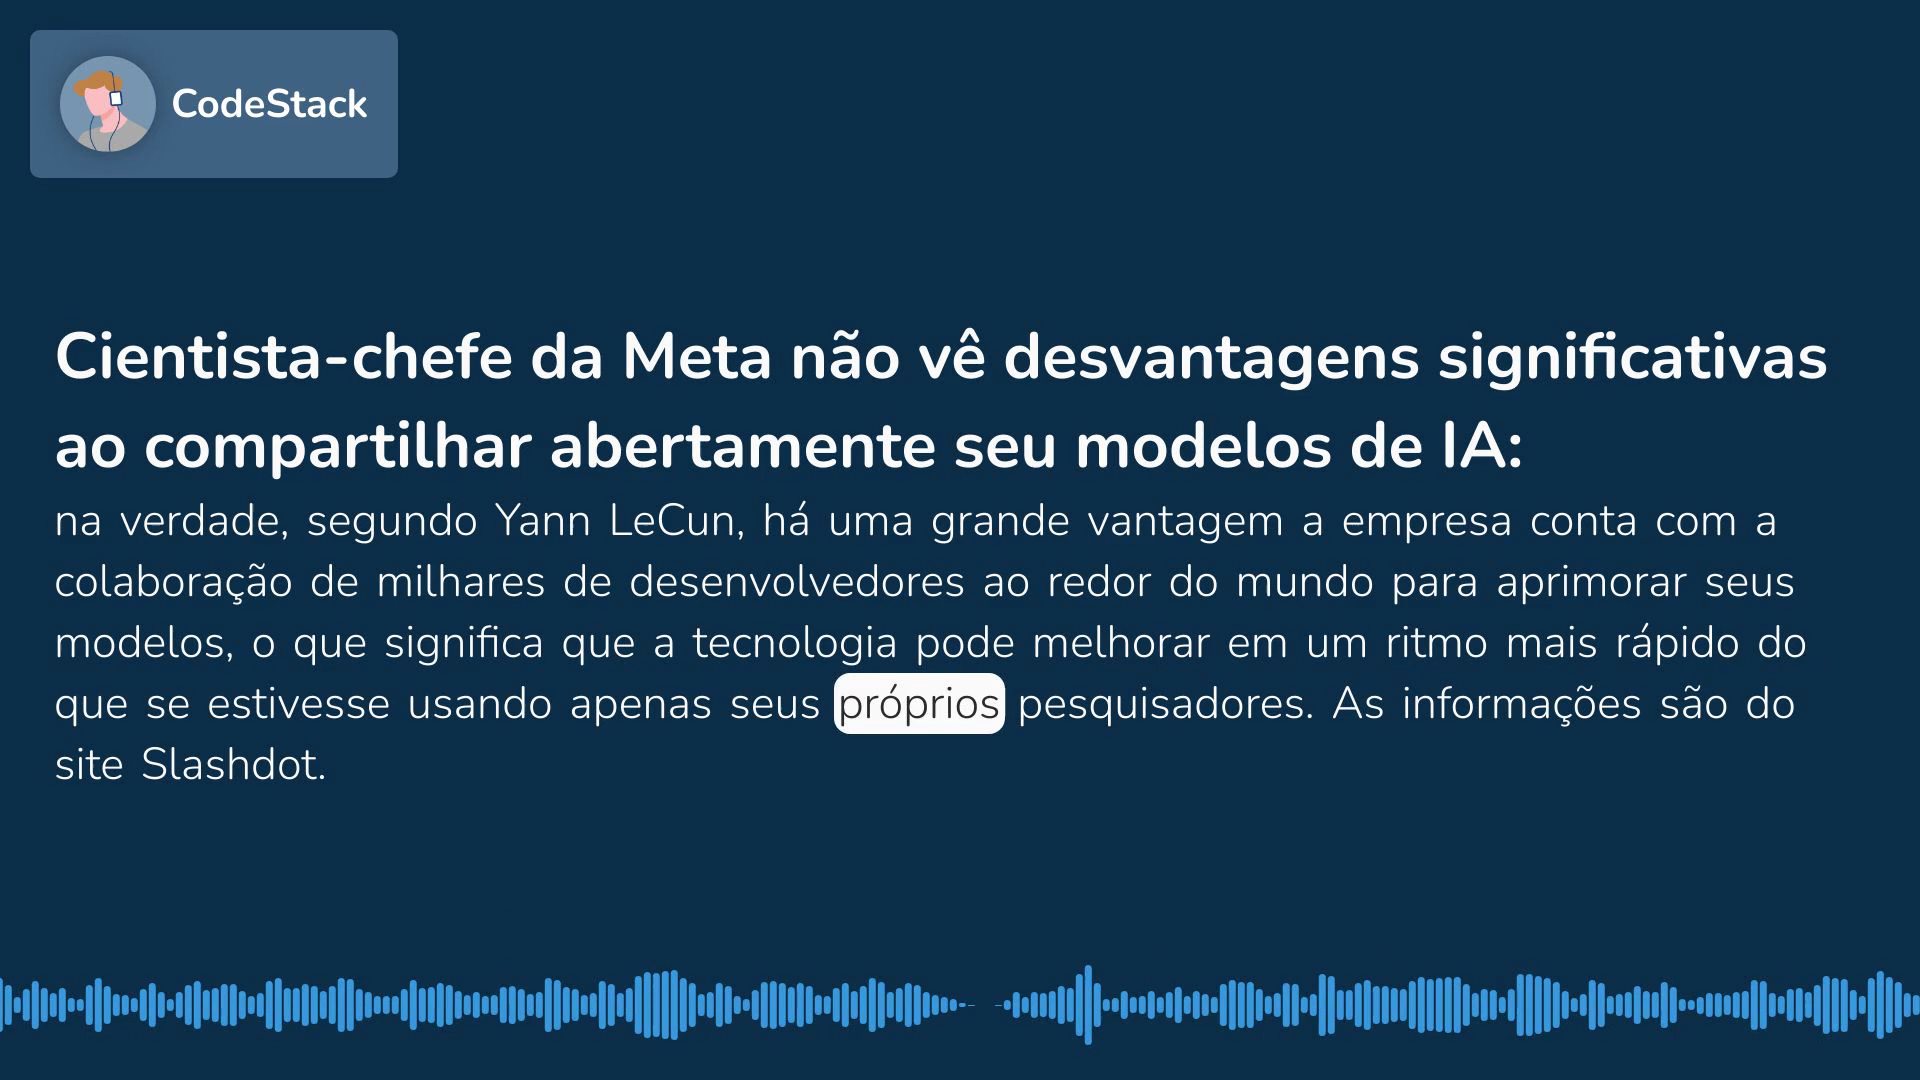 CodeStack
Cientista-chefe da Meta não vê desvantagens significativas
ao compartilhar abertamente seu modelos de IA:
na verdade, segundo Yann LeCun, há uma grande vantagem a empresa conta com a
colaboração de milhares de desenvolvedores ao redor do mundo para aprimorar seus
modelos, o que significa que a tecnologia pode melhorar em um ritmo mais rápido do
que se estivesse usando apenas seus próprios pesquisadores. As informações são do
site Slashdot.